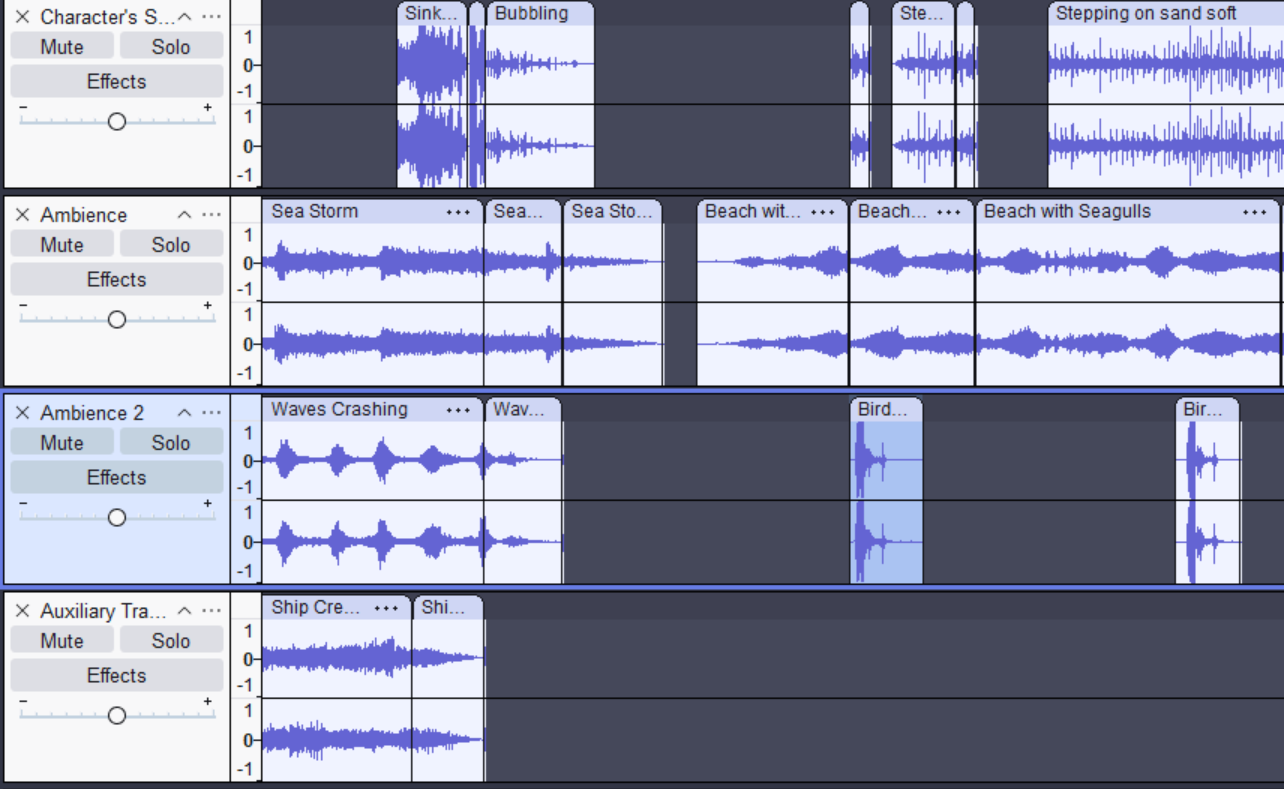 Character's S...
Sink...
Bubbling
Ste...
Stepping on sand soft
Mute Solo
Effects
- +
1
0-
-1
1
0-
-1
Ambience
Sea Storm ...
Sea...
Sea Sto...
Beach wit... ...
Beach... ...
Beach with Seagulls ...
Mute Solo
Effects
- +
1
0-
-1
1
0-
-1
Ambience 2
Waves Crashing ...
Wav...
Bird...
Bir...
Mute Solo
Effects
- +
1
0-
-1
1
0-
-1
Auxiliary Tra...
Ship Cre... ...
Shi...
Mute Solo
Effects
- +
1
0-
-1
1
0-
-1